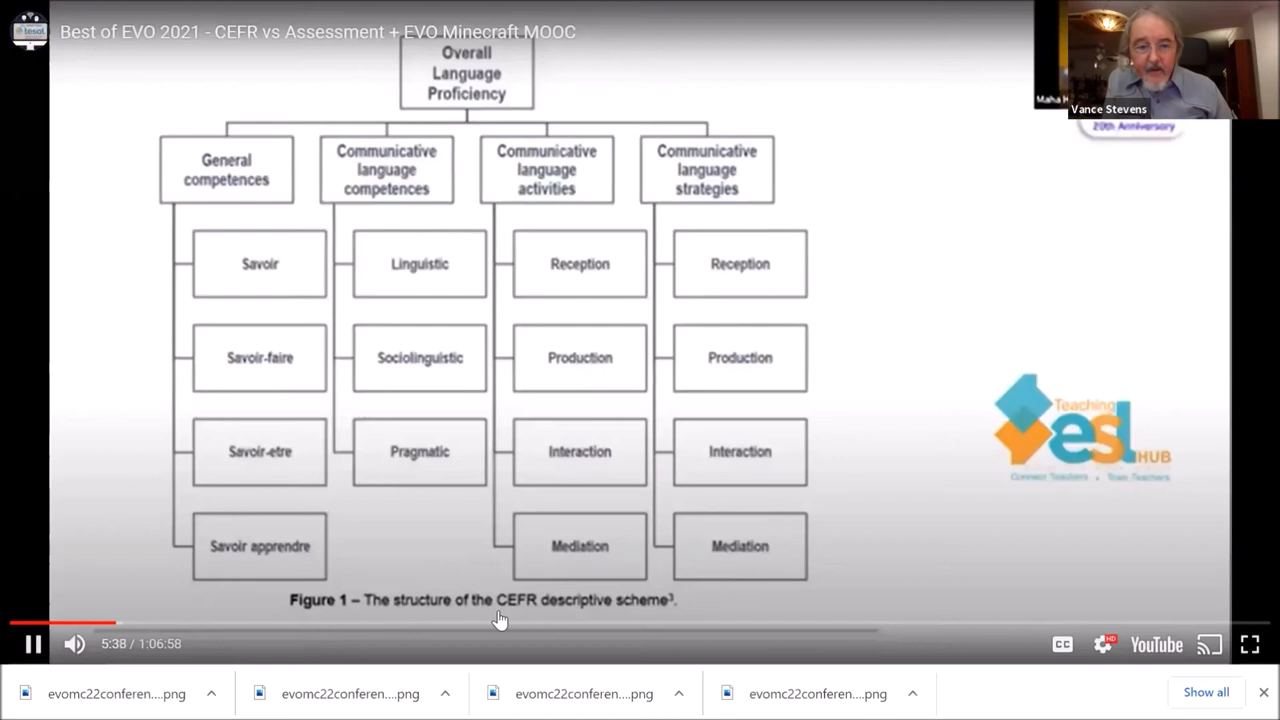 Best of EVO 2021 - CEFR vs Assessment + EVO Minecraft MOOC
tesol
Vance Stevens
20th Anniversary
Overall
Language
Proficiency
General
competences
Communicative
language
competences
Communicative
language
activities
Communicative
language
strategies
Savoir
Linguistic
Reception
Reception
Savoir-faire
Sociolinguistic
Production
Production
Savoir-etre
Pragmatic
Interaction
Interaction
Savoir apprendre
Mediation
Mediation
Teaching
esl
HUB
Connect Teachers . Train Teachers
Figure 1 – The structure of the CEFR descriptive scheme³.
5:38 / 1:06:58
CC
HD
YouTube
evomc22conferen....png
evomc22conferen....png
evomc22conferen....png
evomc22conferen....png
Show all